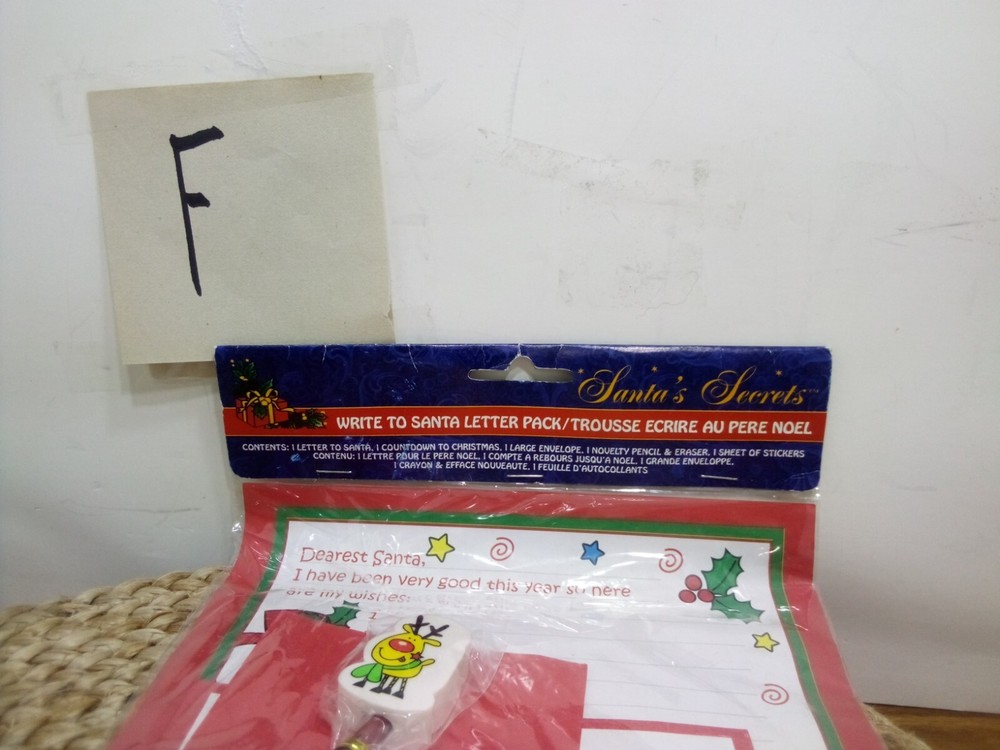 F
Santa's Secrets
WRITE TO SANTA LETTER PACK/TROUSSE ECRIRE AU PERE NOEL
CONTENTS: 1 LETTER TO SANTA. 1 COUNTDOWN TO CHRISTMAS. 1 LARGE ENVELOPE. 1 NOVELTY PENCIL & ERASER. 1 SHEET OF STICKERS
CONTENU: 1 LETTRE POUR LE PERE NOEL. 1 COMPTE A REBOURS JUSQU'A NOEL. 1 GRANDE ENVELOPPE.
1 CRAYON & EFFACE NOUVEAUTE. 1 FEUILLE D'AUTOCOLLANTS
Dearest Santa,
I have been very good this year so here
are my wishes:
1